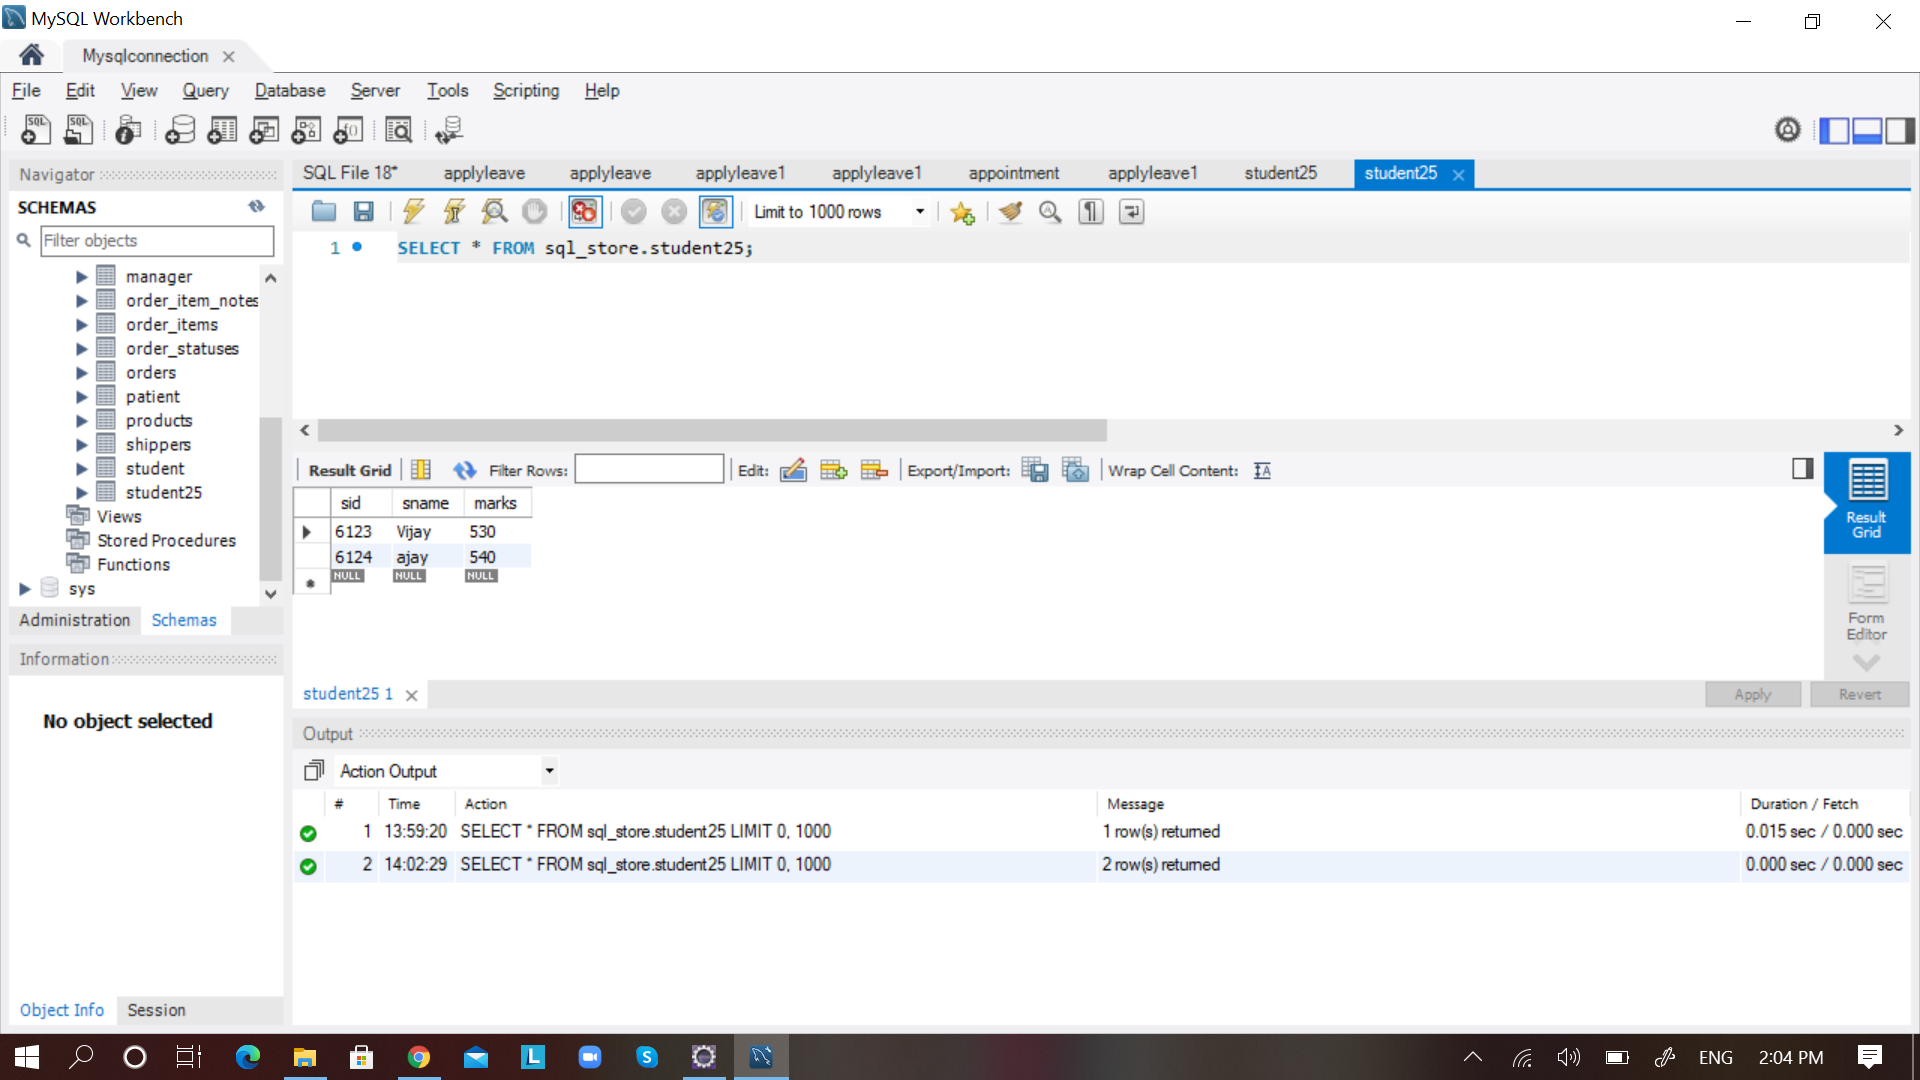 MySQL Workbench
Mysqlconnection
File Edit View Query Database Server Tools Scripting Help
Navigator
SCHEMAS
Filter objects
manager
order_item_notes
order_items
order_statuses
orders
patient
products
shippers
student
student25
Views
Stored Procedures
Functions
sys
Administration Schemas
Information
No object selected
Object Info Session
SQL File 18* applyleave applyleave applyleave1 applyleave1 appointment applyleave1 student25 student25
Limit to 1000 rows
1 SELECT * FROM sql_store.student25;
Result Grid Filter Rows: Edit: Export/Import: Wrap Cell Content:
sid sname marks
6123 Vijay 530
6124 ajay 540
NULL NULL NULL
Result
Grid
Form
Editor
student25 1
Apply Revert
Output
Action Output
# Time Action Message Duration / Fetch
1 13:59:20 SELECT * FROM sql_store.student25 LIMIT 0, 1000 1 row(s) returned 0.015 sec / 0.000 sec
2 14:02:29 SELECT * FROM sql_store.student25 LIMIT 0, 1000 2 row(s) returned 0.000 sec / 0.000 sec
ENG 2:04 PM